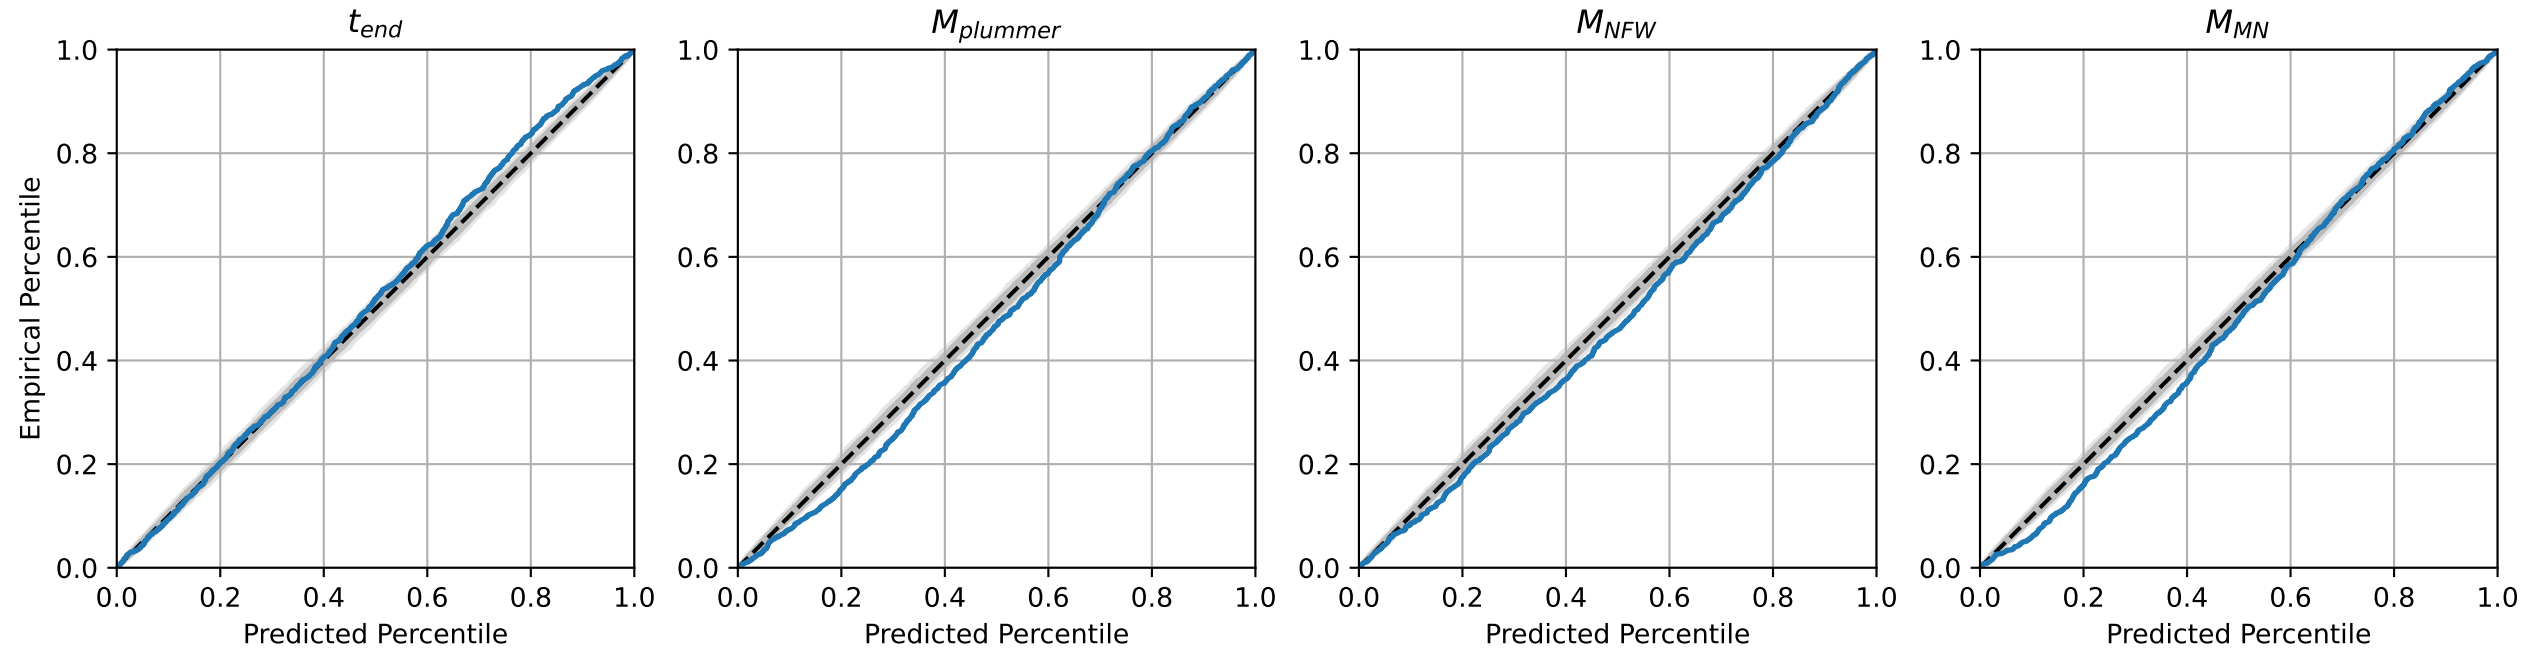 t_end M_plummer M_NFW M_MN
1.0 1.0 1.0 1.0
0.8 0.8 0.8 0.8
0.6 0.6 0.6 0.6
Empirical Percentile
0.4 0.4 0.4 0.4
0.2 0.2 0.2 0.2
0.0 0.0 0.0 0.0
0.0 0.2 0.4 0.6 0.8 1.0 0.0 0.2 0.4 0.6 0.8 1.0 0.0 0.2 0.4 0.6 0.8 1.0 0.0 0.2 0.4 0.6 0.8 1.0
Predicted Percentile Predicted Percentile Predicted Percentile Predicted Percentile